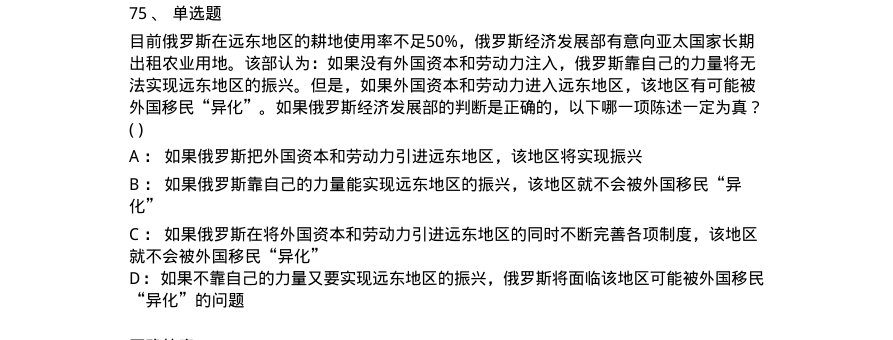 75 、 单选题
目前俄罗斯在远东地区的耕地使用率不足50%，俄罗斯经济发展部有意向亚太国家长期
出租农业用地。该部认为：如果没有外国资本和劳动力注入，俄罗斯靠自己的力量将无
法实现远东地区的振兴。但是，如果外国资本和劳动力进入远东地区，该地区有可能被
外国移民“异化”。如果俄罗斯经济发展部的判断是正确的，以下哪一项陈述一定为真？
( )
A ： 如果俄罗斯把外国资本和劳动力引进远东地区，该地区将实现振兴
B ： 如果俄罗斯靠自己的力量能实现远东地区的振兴，该地区就不会被外国移民“异
化”
C ： 如果俄罗斯在将外国资本和劳动力引进远东地区的同时不断完善各项制度，该地区
就不会被外国移民“异化”
D ：如果不靠自己的力量又要实现远东地区的振兴，俄罗斯将面临该地区可能被外国移民
“异化”的问题